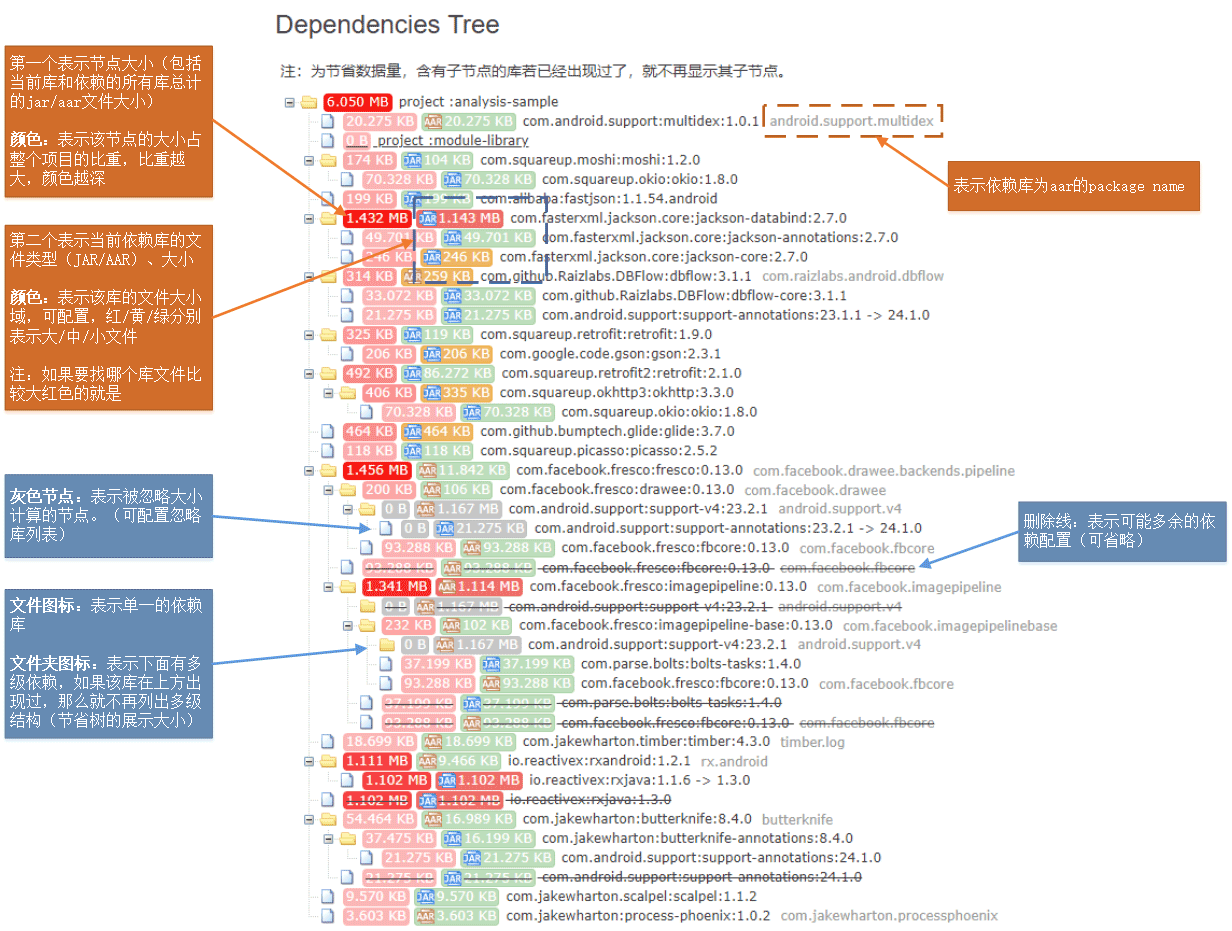 Dependencies Tree
注：为节省数据量，含有子节点的库若已经出现过了，就不再显示其子节点。
第一个表示节点大小（包括
当前库和依赖的所有库总计
的jar/aar文件大小）
颜色：表示该节点的大小占
整个项目的比重，比重越
大，颜色越深
第二个表示当前依赖库的文
件类型（JAR/AAR）、大小
颜色：表示该库的文件大小
域，可配置，红/黄/绿分别
表示大/中/小文件
注：如果要找哪个库文件比
较大红色的就是
灰色节点：表示被忽略大小
计算的节点。（可配置忽略
库列表）
文件图标：表示单一的依赖
库
文件夹图标：表示下面有多
级依赖，如果该库在上方出
现过，那么就不再列出多级
结构（节省树的展示大小）
6.050 MB project :analysis-sample
20.275 KB AAR 20.275 KB com.android.support:multidex:1.0.1 android.support.multidex
0 B project :module-library
174 KB JAR 104 KB com.squareup.moshi:moshi:1.2.0
70.328 KB JAR 70.328 KB com.squareup.okio:okio:1.8.0
199 KB JAR 199 KB com.alibaba:fastjson:1.1.54.android
1.432 MB JAR 1.143 MB com.fasterxml.jackson.core:jackson-databind:2.7.0
49.701 KB JAR 49.701 KB com.fasterxml.jackson.core:jackson-annotations:2.7.0
246 KB JAR 246 KB com.fasterxml.jackson.core:jackson-core:2.7.0
314 KB AAR 259 KB com.github.Raizlabs.DBFlow:dbflow:3.1.1 com.raizlabs.android.dbflow
33.072 KB JAR 33.072 KB com.github.Raizlabs.DBFlow:dbflow-core:3.1.1
21.275 KB JAR 21.275 KB com.android.support:support-annotations:23.1.1 -> 24.1.0
325 KB JAR 119 KB com.squareup.retrofit:retrofit:1.9.0
206 KB JAR 206 KB com.google.code.gson:gson:2.3.1
492 KB JAR 86.272 KB com.squareup.retrofit2:retrofit:2.1.0
406 KB JAR 335 KB com.squareup.okhttp3:okhttp:3.3.0
70.328 KB JAR 70.328 KB com.squareup.okio:okio:1.8.0
464 KB JAR 464 KB com.github.bumptech.glide:glide:3.7.0
118 KB JAR 118 KB com.squareup.picasso:picasso:2.5.2
1.456 MB AAR 11.842 KB com.facebook.fresco:fresco:0.13.0 com.facebook.drawee.backends.pipeline
200 KB AAR 106 KB com.facebook.fresco:drawee:0.13.0 com.facebook.drawee
0 B AAR 1.167 MB com.android.support:support-v4:23.2.1 android.support.v4
0 B JAR 21.275 KB com.android.support:support-annotations:23.2.1 -> 24.1.0
93.288 KB AAR 93.288 KB com.facebook.fresco:fbcore:0.13.0 com.facebook.fbcore
93.288 KB AAR 93.288 KB com.facebook.fresco:fbcore:0.13.0 com.facebook.fbcore
1.341 MB AAR 1.114 MB com.facebook.fresco:imagepipeline:0.13.0 com.facebook.imagepipeline
0 B AAR 1.167 MB com.android.support:support-v4:23.2.1 android.support.v4
232 KB AAR 102 KB com.facebook.fresco:imagepipeline-base:0.13.0 com.facebook.imagepipelinebase
0 B AAR 1.167 MB com.android.support:support-v4:23.2.1 android.support.v4
37.199 KB JAR 37.199 KB com.parse.bolts:bolts-tasks:1.4.0
93.288 KB AAR 93.288 KB com.facebook.fresco:fbcore:0.13.0 com.facebook.fbcore
37.199 KB JAR 37.199 KB com.parse.bolts:bolts-tasks:1.4.0
93.288 KB AAR 93.288 KB com.facebook.fresco:fbcore:0.13.0 com.facebook.fbcore
18.699 KB AAR 18.699 KB com.jakewharton.timber:timber:4.3.0 timber.log
1.111 MB AAR 9.466 KB io.reactivex:rxandroid:1.2.1 rx.android
1.102 MB JAR 1.102 MB io.reactivex:rxjava:1.1.6 -> 1.3.0
1.102 MB JAR 1.102 MB io.reactivex:rxjava:1.3.0
54.464 KB AAR 16.989 KB com.jakewharton:butterknife:8.4.0 butterknife
37.475 KB JAR 16.199 KB com.jakewharton:butterknife-annotations:8.4.0
21.275 KB JAR 21.275 KB com.android.support:support-annotations:24.1.0
21.275 KB JAR 21.275 KB com.android.support:support-annotations:24.1.0
9.570 KB JAR 9.570 KB com.jakewharton.scalpel:scalpel:1.1.2
3.603 KB AAR 3.603 KB com.jakewharton:process-phoenix:1.0.2 com.jakewharton.processphoenix
表示依赖库为aar的package name
删除线：表示可能多余的依
赖配置（可省略）